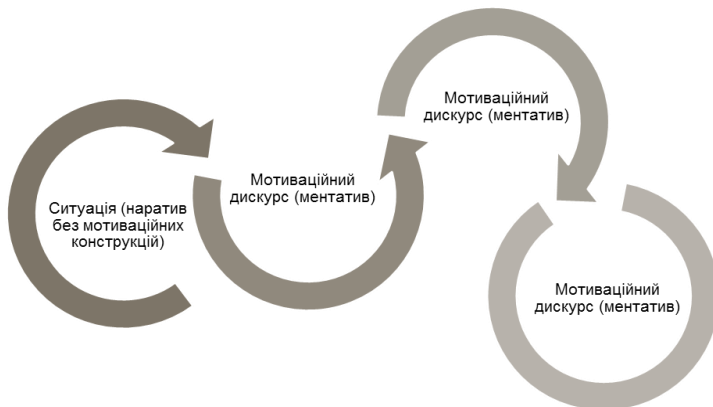 Ситуація (наратив
без мотиваційних
конструкцій)
Мотиваційний
дискурс (ментатив)
Мотиваційний
дискурс (ментатив)
Мотиваційний
дискурс (ментатив)